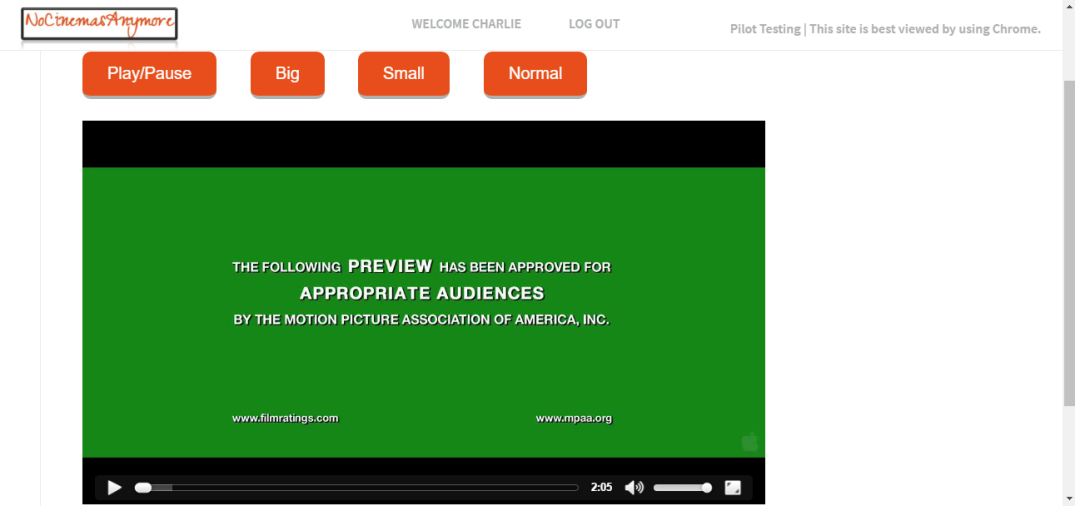 NoCinemasAnymore
WELCOME CHARLIE
LOG OUT
Pilot Testing | This site is best viewed by using Chrome.
Play/Pause
Big
Small
Normal
THE FOLLOWING PREVIEW HAS BEEN APPROVED FOR
APPROPRIATE AUDIENCES
BY THE MOTION PICTURE ASSOCIATION OF AMERICA, INC.
www.filmratings.com
www.mpaa.org
2:05